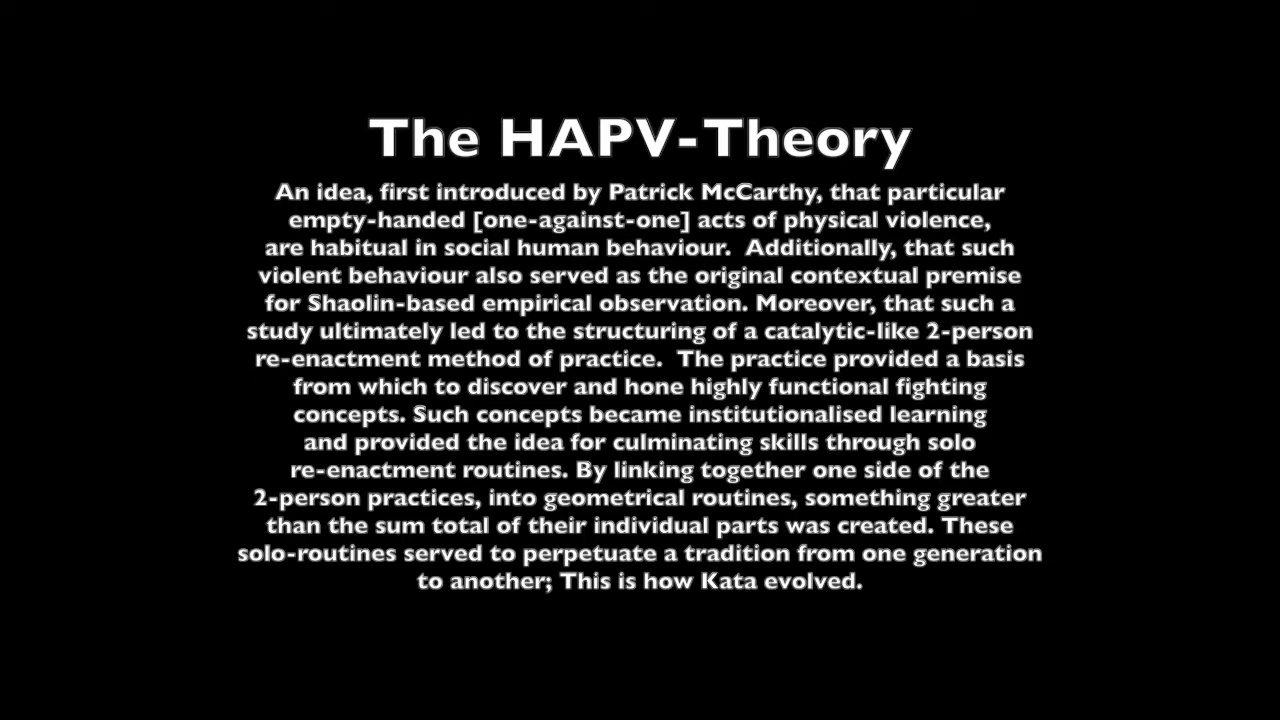 The HAPV-Theory
An idea, first introduced by Patrick McCarthy, that particular
empty-handed [one-against-one] acts of physical violence,
are habitual in social human behaviour.  Additionally, that such
violent behaviour also served as the original contextual premise
for Shaolin-based empirical observation. Moreover, that such a
study ultimately led to the structuring of a catalytic-like 2-person
re-enactment method of practice.  The practice provided a basis
from which to discover and hone highly functional fighting
concepts. Such concepts became institutionalised learning
and provided the idea for culminating skills through solo
re-enactment routines. By linking together one side of the
2-person practices, into geometrical routines, something greater
than the sum total of their individual parts was created. These
solo-routines served to perpetuate a tradition from one generation
to another; This is how Kata evolved.